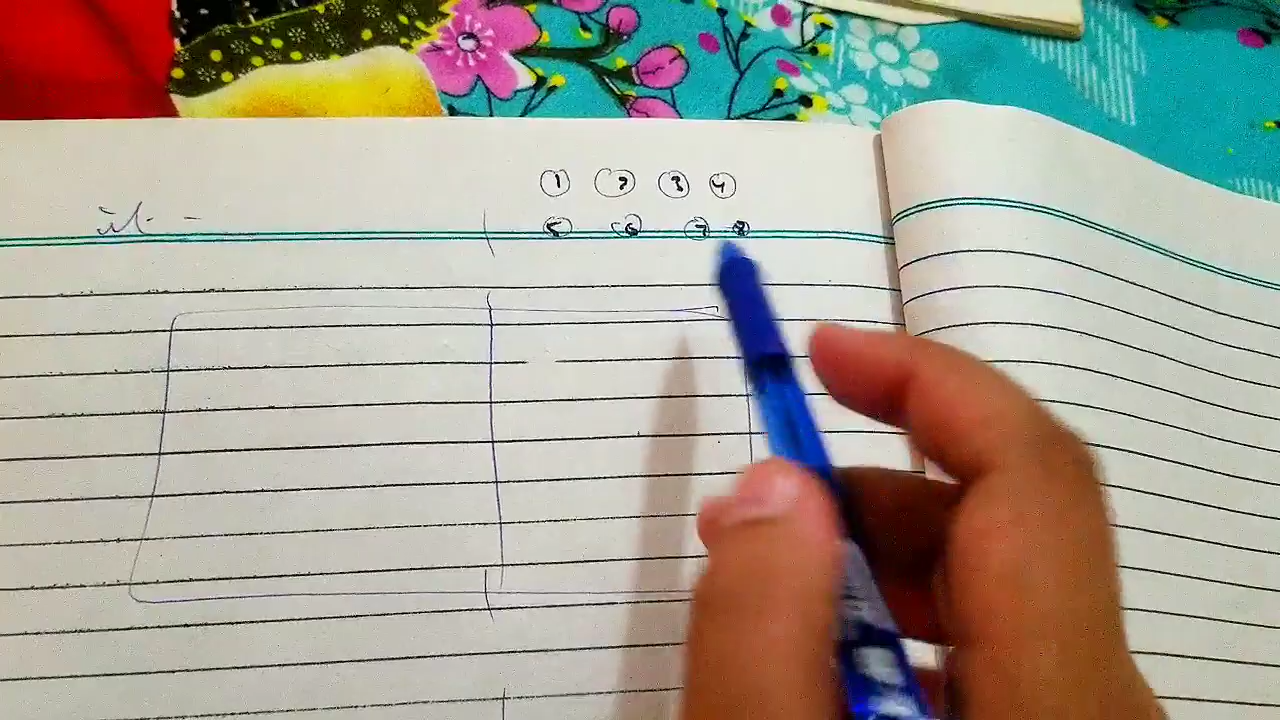 ① ② ③ ④
⑤ ⑥ ⑦ ⑧